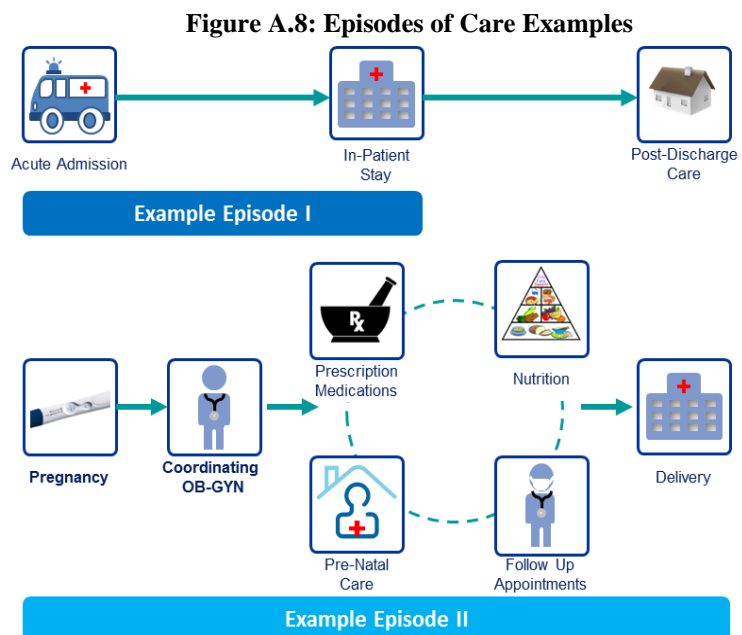 Figure A.8: Episodes of Care Examples
Acute Admission
In-Patient
Stay
Post-Discharge
Care
Example Episode I
Prescription
Medications
Nutrition
Pregnancy
Coordinating
OB-GYN
Delivery
Pre-Natal
Care
Follow Up
Appointments
Example Episode II